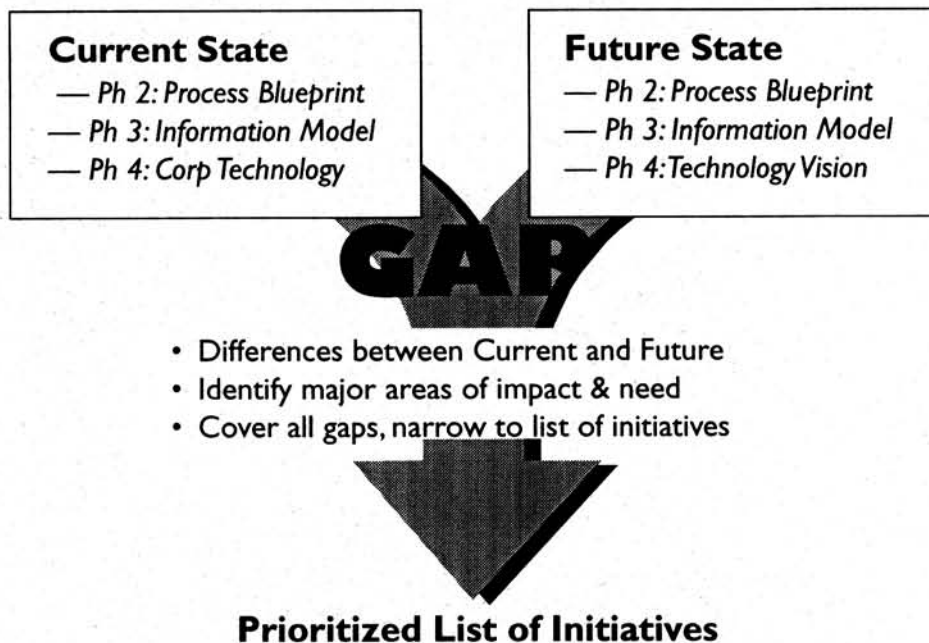 Current State
— Ph 2: Process Blueprint
— Ph 3: Information Model
— Ph 4: Corp Technology
Future State
— Ph 2: Process Blueprint
— Ph 3: Information Model
— Ph 4: Technology Vision
GAP
• Differences between Current and Future
• Identify major areas of impact & need
• Cover all gaps, narrow to list of initiatives
Prioritized List of Initiatives